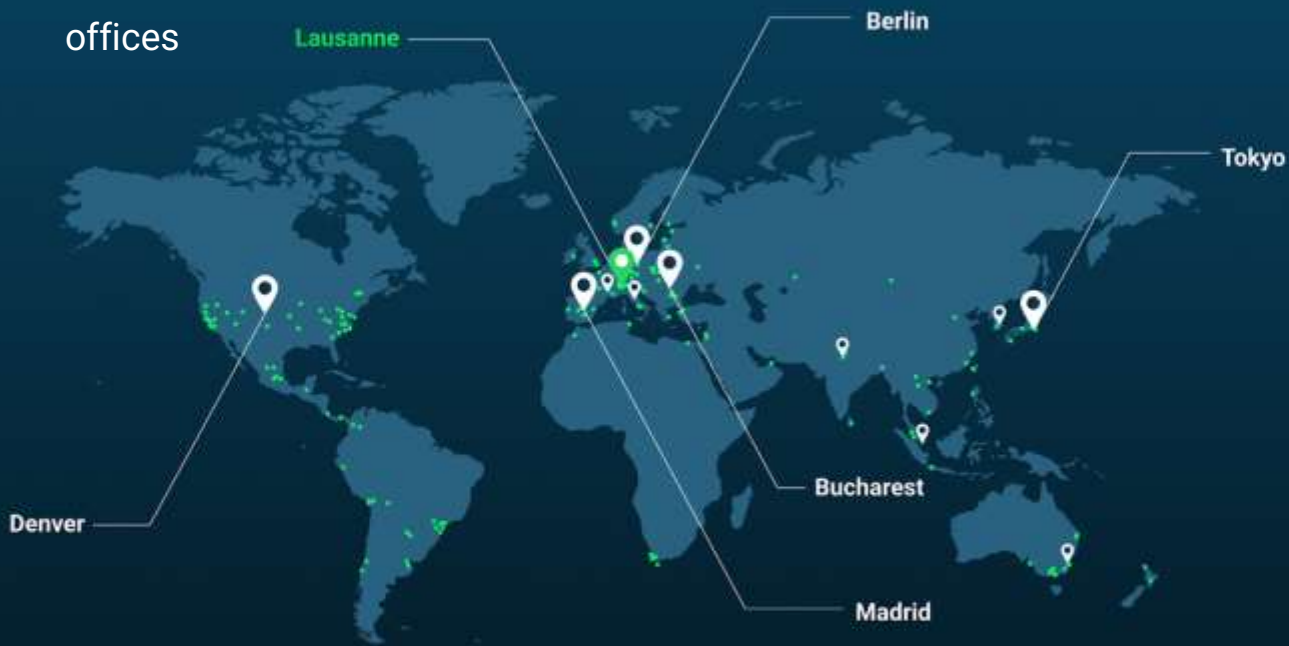 offices
Lausanne
Berlin
Tokyo
Denver
Bucharest
Madrid